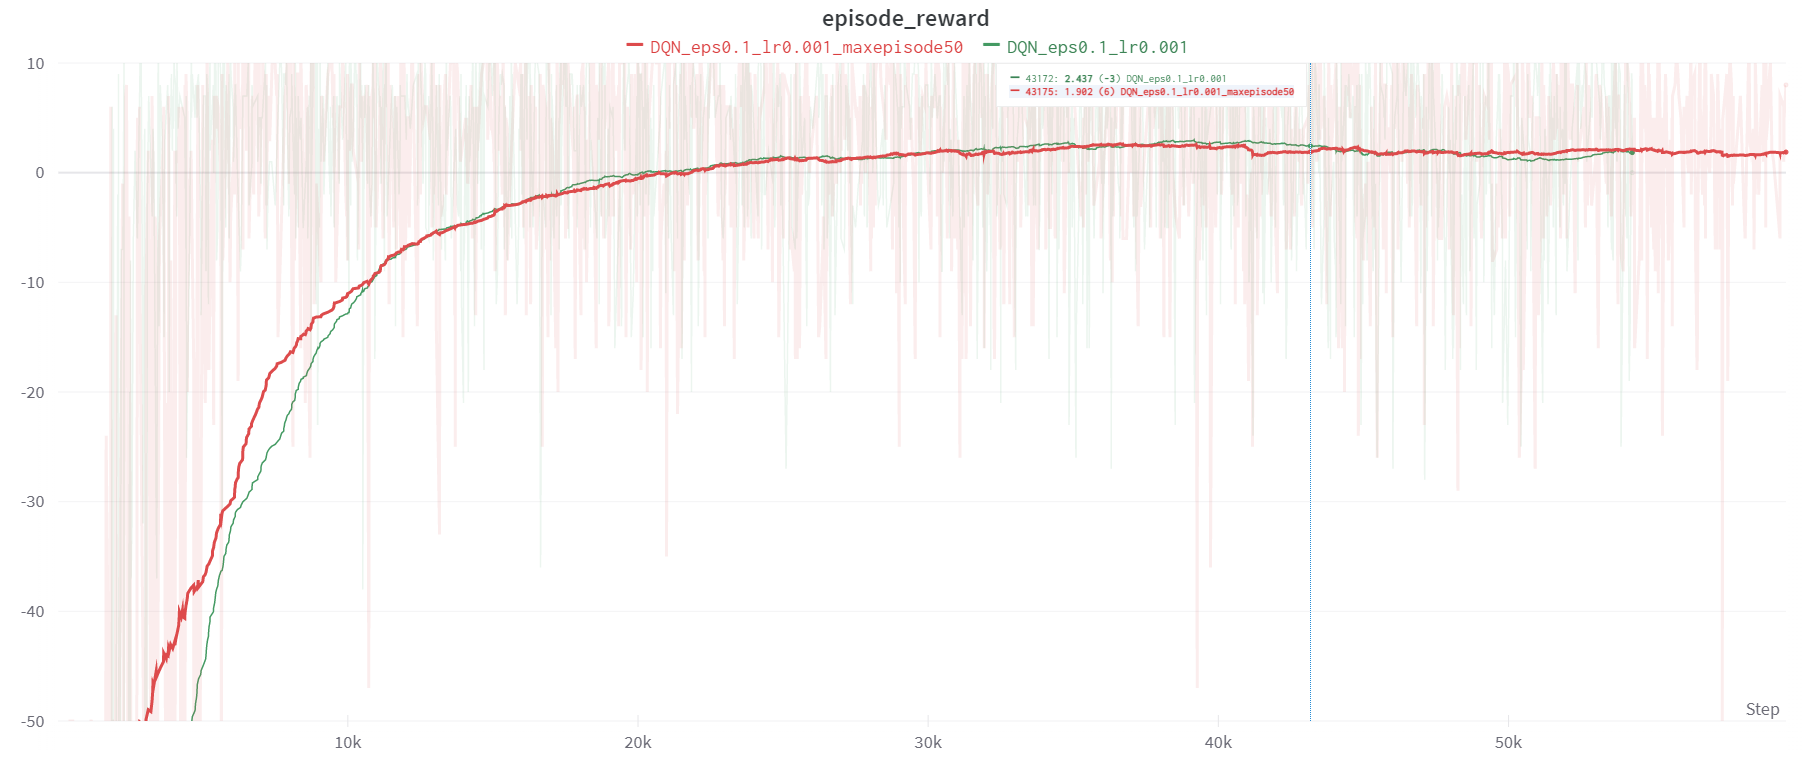 episode_reward
DQN_eps0.1_lr0.001_maxepisode50 DQN_eps0.1_lr0.001
43172: 2.437 (-3) DQN_eps0.1_lr0.001
43175: 1.902 (6) DQN_eps0.1_lr0.001_maxepisode50
10
0
-10
-20
-30
-40
-50
Step
10k 20k 30k 40k 50k